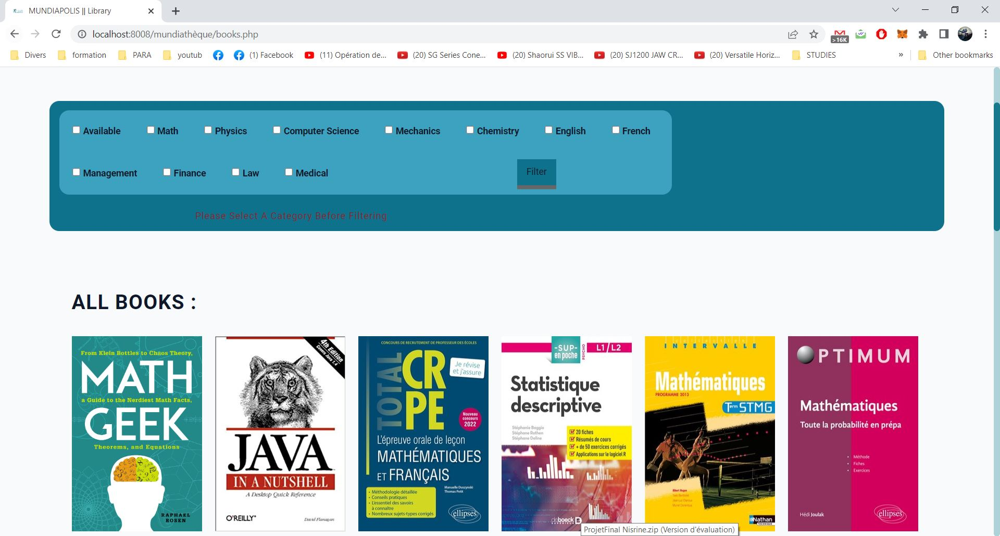 MUNDIAPOLIS || Library
localhost:8008/mundiathèque/books.php
>16K
Divers formation PARA youtub (1) Facebook (11) Opération de... (20) SG Series Cone... (20) Shaorui SS VIB... (20) SJ1200 JAW CR... (20) Versatile Horiz... STUDIES » Other bookmarks
Available Math Physics Computer Science Mechanics Chemistry English French
Management Finance Law Medical Filter
Please Select A Category Before Filtering
ALL BOOKS :
From Klein Bottles to Chaos Theory,
MATH
a Guide to the Nerdiest Math Facts,
GEEK
Theorems, and Equations
RAPHAEL
ROSEN
4th Edition
Covers Java 1.4
JAVA
IN A NUTSHELL
A Desktop Quick Reference
O'REILLY®
David Flanagan
CONCOURS DE RECRUTEMENT DE PROFESSEUR DES ÉCOLES
TOTAL
CR
PE
Je révise
et j'assure
Nouveau
concours
2022
L'épreuve orale de leçon
MATHÉMATIQUES
ET FRANÇAIS
Manuelle Duszynski
Thomas Petit
• Méthodologie détaillée
• Conseils pratiques
• L'essentiel des savoirs
à connaître
• Nombreux sujets-types corrigés
ellipses
-SUP-
en poche
PSYCHO
L1/L2
Statistique
descriptive
Stéphanie Baggio
Stéphane Rothen
Stéphane Deline
20 fiches
Résumés de cours
+ de 50 exercices corrigés
Applications sur le logiciel R
deboeck
SUPÉRIEUR
collection
INTERVALLE
Mathématiques
PROGRAMME 2013
Term STMG
Nathan
TECHNIQUE
OPTIMUM
Mathématiques
Toute la probabilité en prépa
• Méthode
• Fiches
• Exercices
Hédi Joulak
ellipses
ProjetFinal Nisrine.zip (Version d'évaluation)